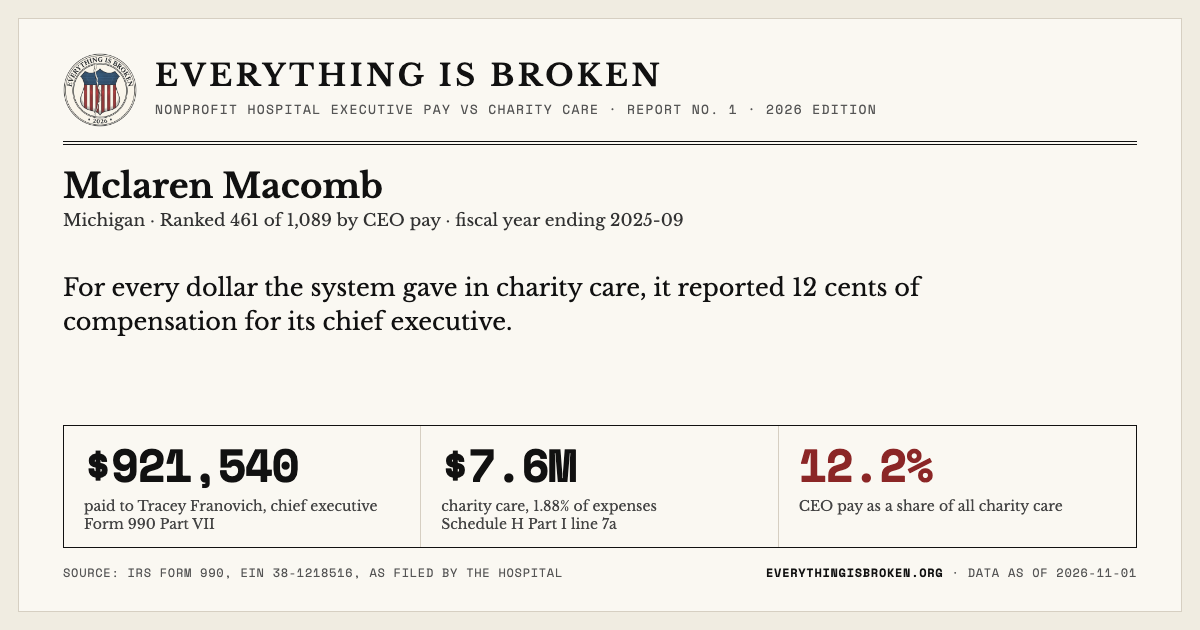 EVERYTHING IS BROKEN
· 2026 ·
EVERYTHING IS BROKEN
NONPROFIT HOSPITAL EXECUTIVE PAY VS CHARITY CARE · REPORT NO. 1 · 2026 EDITION
Mclaren Macomb
Michigan · Ranked 461 of 1,089 by CEO pay · fiscal year ending 2025-09
For every dollar the system gave in charity care, it reported 12 cents of
compensation for its chief executive.
$921,540
paid to Tracey Franovich, chief executive
Form 990 Part VII
$7.6M
charity care, 1.88% of expenses
Schedule H Part I line 7a
12.2%
CEO pay as a share of all charity care
SOURCE: IRS FORM 990, EIN 38-1218516, AS FILED BY THE HOSPITAL
EVERYTHINGISBROKEN.ORG · DATA AS OF 2026-11-01